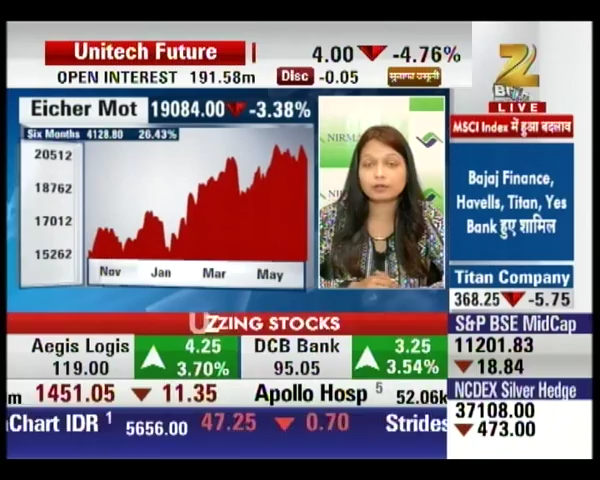 Unitech Future
4.00 -4.76%
OPEN INTEREST 191.58m Disc -0.05 मुनाफा वसूली
Z
LIVE
Eicher Mot 19084.00 -3.38%
Six Months 4128.80 26.43%
20512
18762
17012
15262
Nov Jan Mar May
NIRMA
MSCI Index में हुआ बदलाव
Bajaj Finance,
Havells, Titan, Yes
Bank हुए शामिल
Titan Company
368.25 -5.75
UZZING STOCKS
Aegis Logis 4.25 DCB Bank 3.25
119.00 3.70% 95.05 3.54%
S&P BSE MidCap
11201.83
18.84
m 1451.05 11.35 Apollo Hosp 5 52.06k
NCDEX Silver Hedge
37108.00
473.00
Chart IDR 1 5656.00 47.25 0.70 Strides